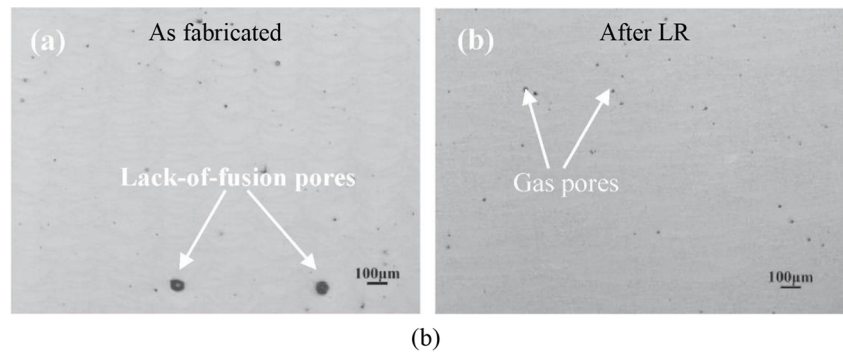 (a)
As fabricated
Lack-of-fusion pores
100μm
(b)
After LR
Gas pores
100μm
(b)